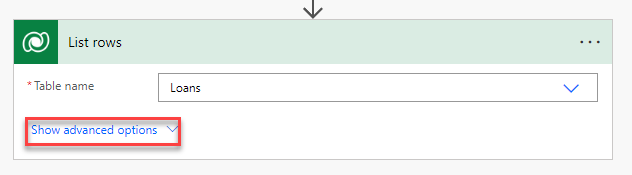 List rows
* Table name
Loans
Show advanced options